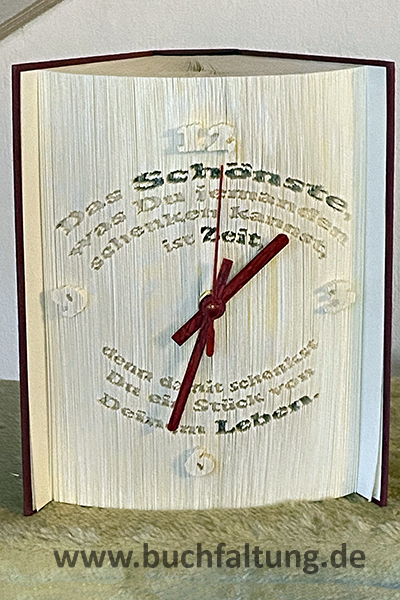 12
Das Schönste,
was Du jemanden
schenken kannst,
ist Zeit,
9 3
denn damit schenkst
Du ein Stück von
Deinem Leben.
6
www.buchfaltung.de